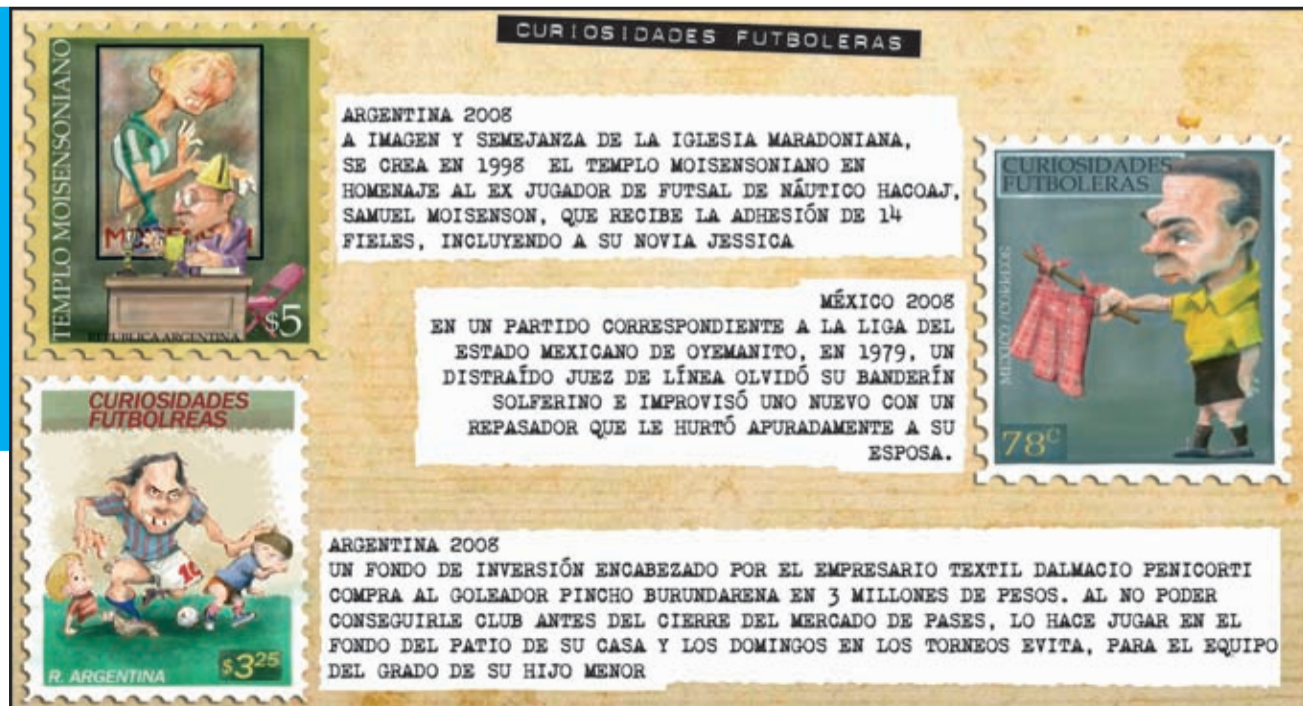 CURIOSIDADES FUTBOLERAS
TEMPLO MOISENSONIANO
REPUBLICA ARGENTINA
$5
ARGENTINA 2008
A IMAGEN Y SEMEJANZA DE LA IGLESIA MARADONIANA,
SE CREA EN 1998 EL TEMPLO MOISENSONIANO EN
HOMENAJE AL EX JUGADOR DE FUTSAL DE NÁUTICO HACOAJ,
SAMUEL MOISENSON, QUE RECIBE LA ADHESIÓN DE 14
FIELES, INCLUYENDO A SU NOVIA JESSICA
CURIOSIDADES
FUTBOLERAS
MEXICO / CORREOS
78C
MÉXICO 2008
EN UN PARTIDO CORRESPONDIENTE A LA LIGA DEL
ESTADO MEXICANO DE OYEMANITO, EN 1979, UN
DISTRAÍDO JUEZ DE LÍNEA OLVIDÓ SU BANDERÍN
SOLFERINO E IMPROVISÓ UNO NUEVO CON UN
REPASADOR QUE LE HURTÓ APURADAMENTE A SU
ESPOSA.
CURIOSIDADES
FUTBOLREAS
10
R. ARGENTINA
$3.25
ARGENTINA 2008
UN FONDO DE INVERSIÓN ENCABEZADO POR EL EMPRESARIO TEXTIL DALMACIO PENICORTI
COMPRA AL GOLEADOR PINCHO BURUNDARENA EN 3 MILLONES DE PESOS. AL NO PODER
CONSEGUIRLE CLUB ANTES DEL CIERRE DEL MERCADO DE PASES, LO HACE JUGAR EN EL
FONDO DEL PATIO DE SU CASA Y LOS DOMINGOS EN LOS TORNEOS EVITA, PARA EL EQUIPO
DEL GRADO DE SU HIJO MENOR